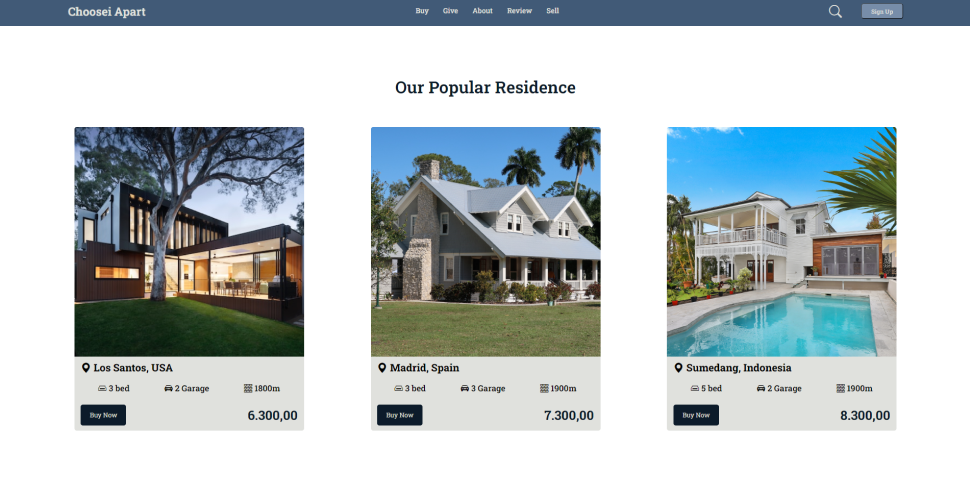 Choosei Apart
Buy Give About Review Sell
Sign Up
Our Popular Residence
Los Santos, USA
3 bed 2 Garage 1800m
Buy Now 6.300,00
Madrid, Spain
3 bed 3 Garage 1900m
Buy Now 7.300,00
Sumedang, Indonesia
5 bed 2 Garage 1900m
Buy Now 8.300,00